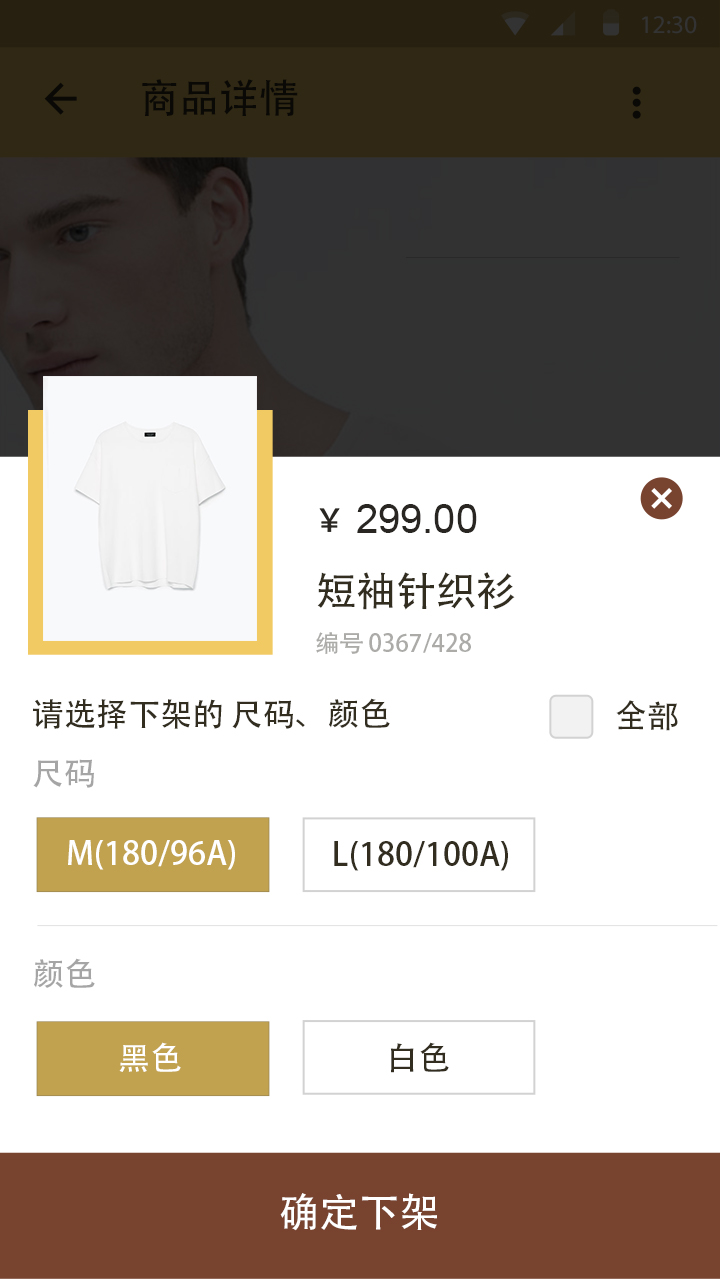 12:30
商品详情
¥ 299.00
短袖针织衫
编号 0367/428
请选择下架的 尺码、颜色 全部
尺码
M(180/96A) L(180/100A)
颜色
黑色 白色
确定下架